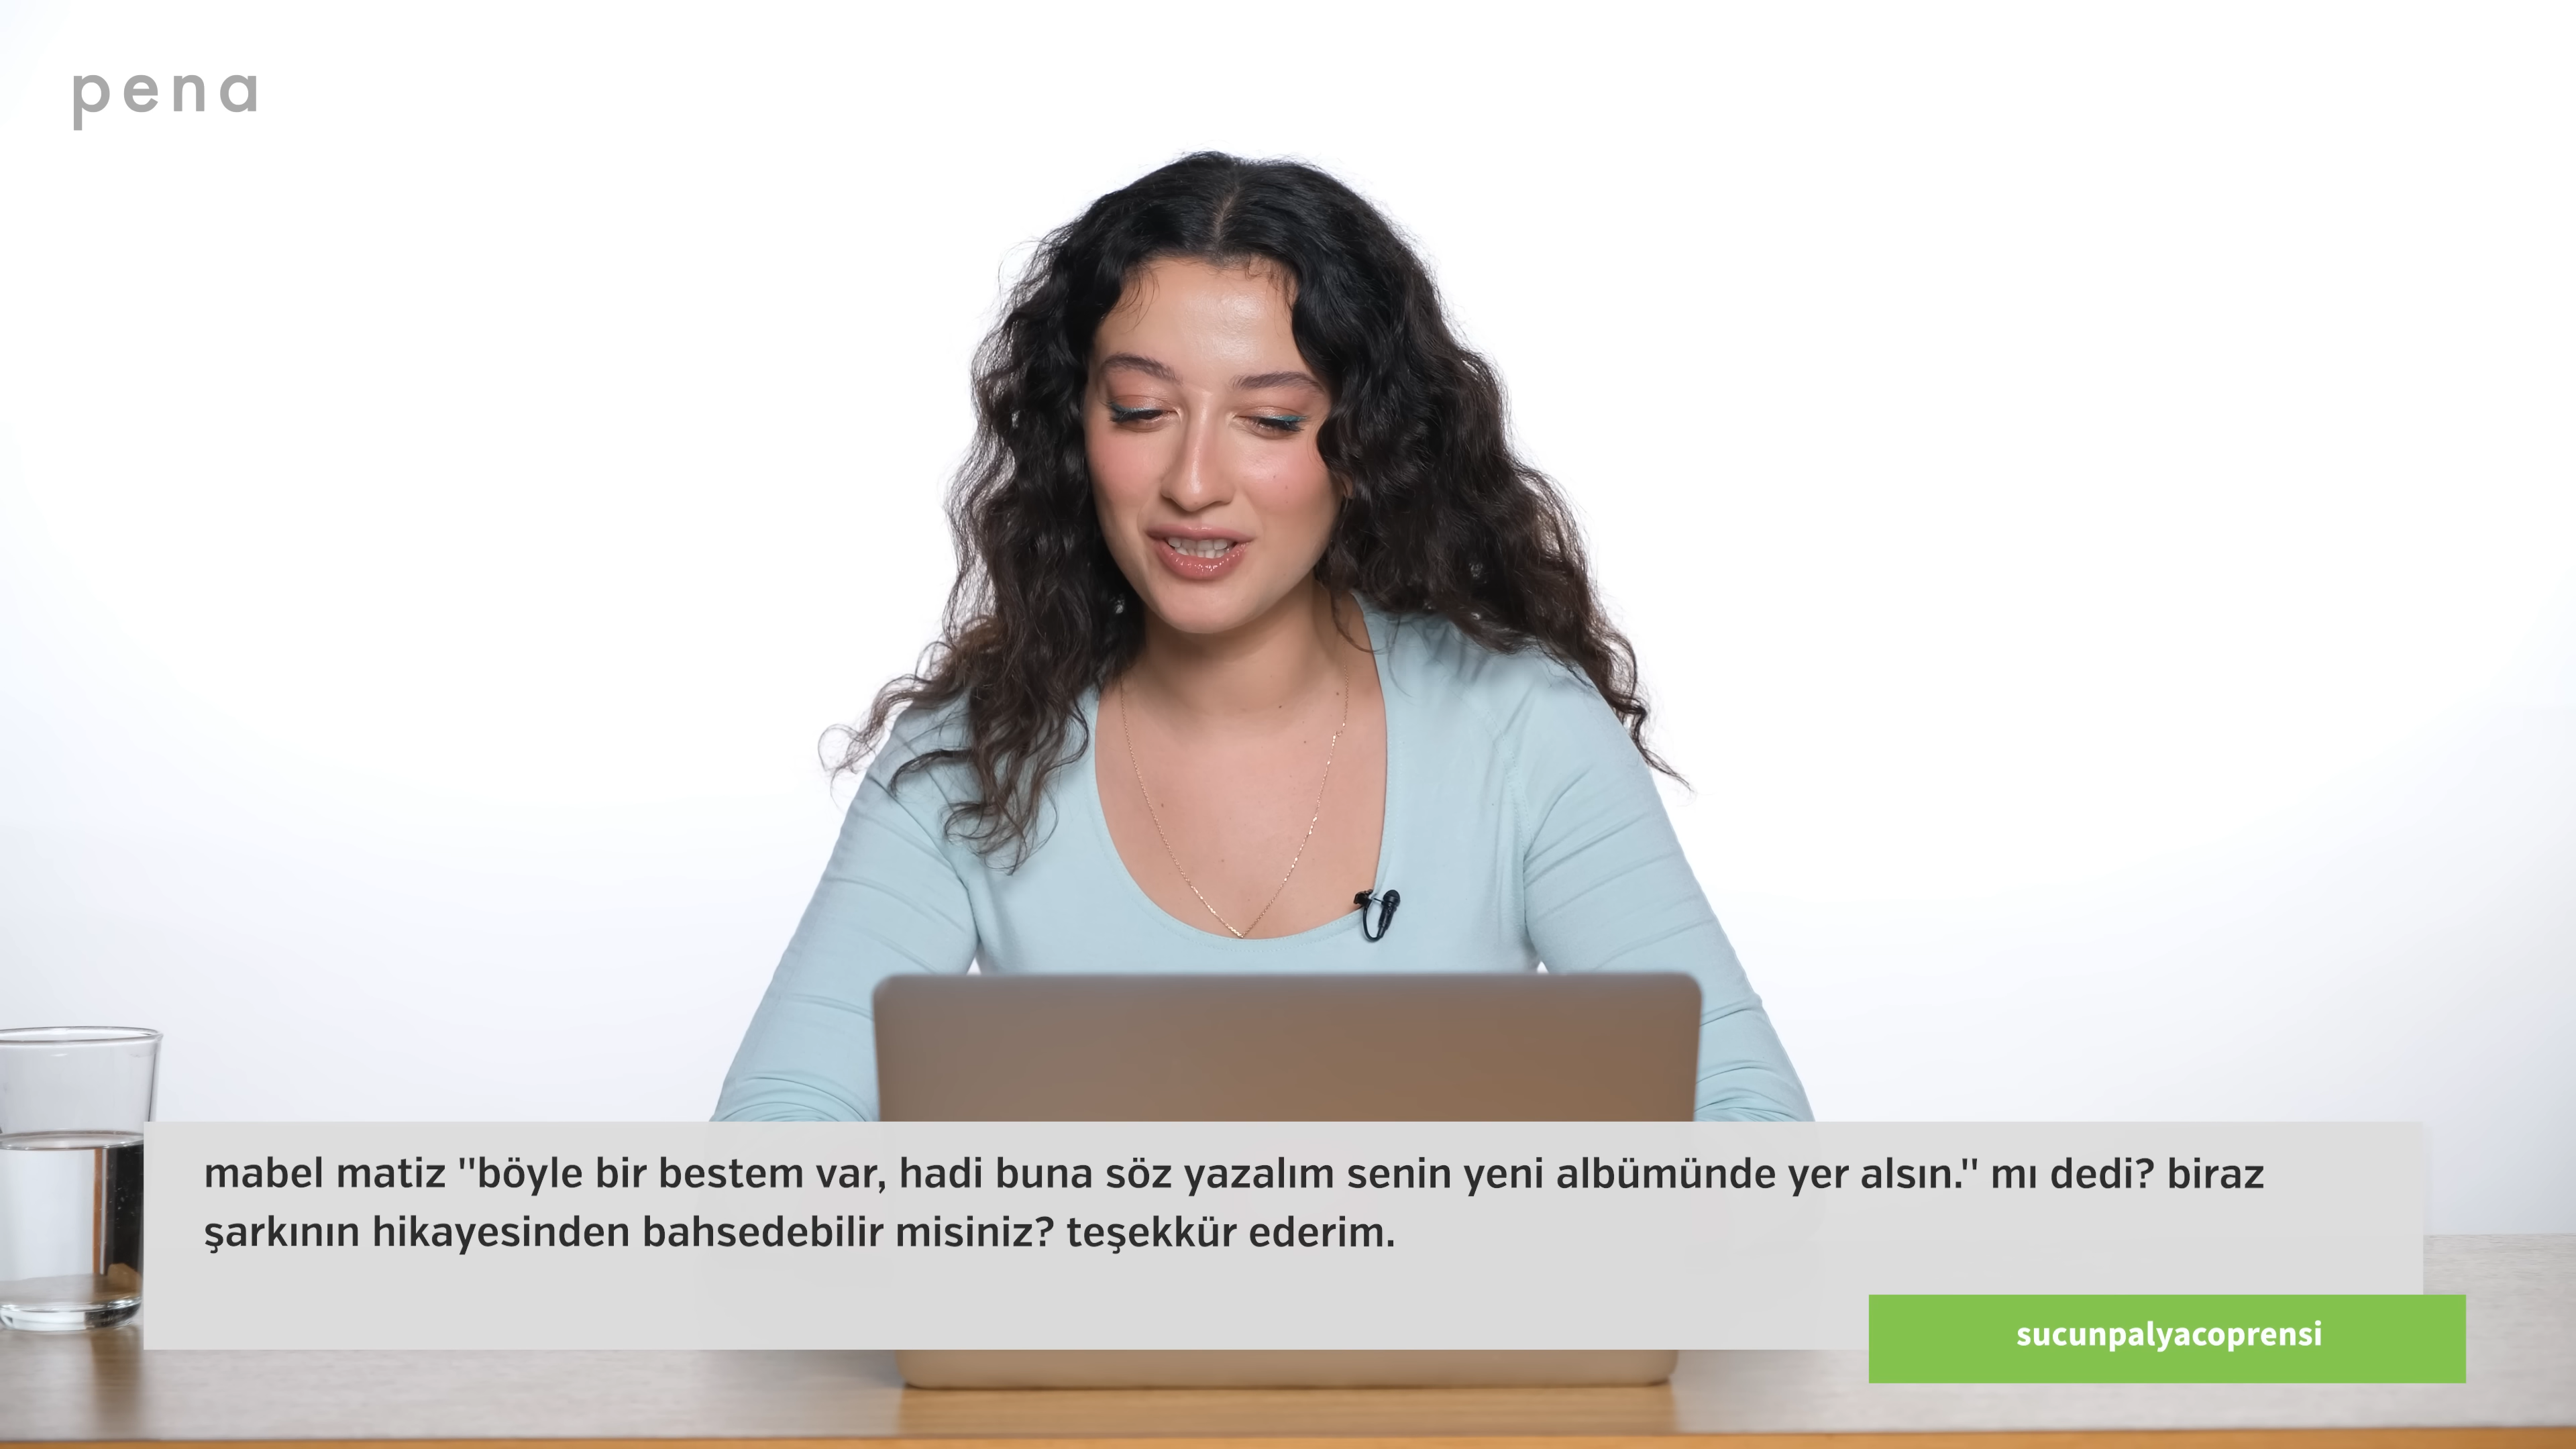 pena
mabel matiz "böyle bir bestem var, hadi buna söz yazalım senin yeni albümünde yer alsın." mı dedi? biraz
şarkının hikayesinden bahsedebilir misiniz? teşekkür ederim.
sucunpalyacoprensi